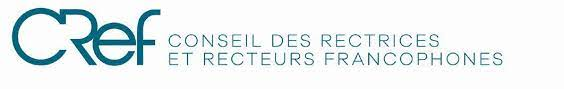 CRef
CONSEIL DES RECTRICES
ET RECTEURS FRANCOPHONES